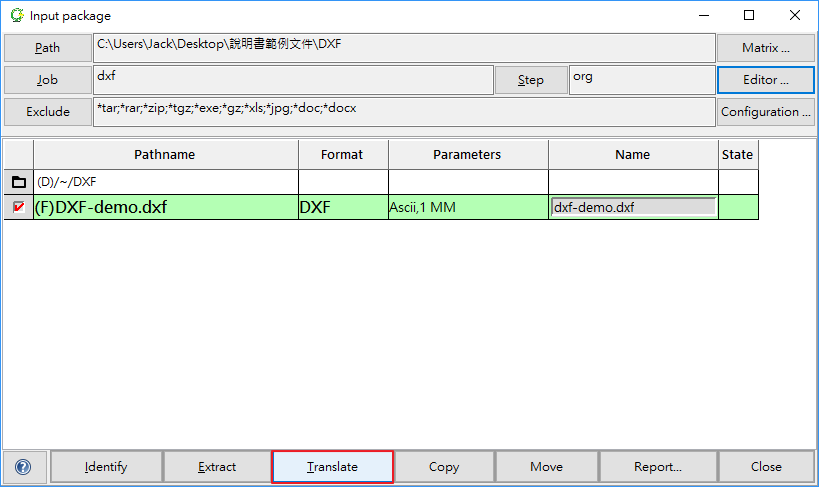 Input package
Path C:\Users\Jack\Desktop\說明書範例文件\DXF Matrix ...
Job dxf Step org Editor ...
Exclude *tar;*rar;*zip;*tgz;*exe;*gz;*xls;*jpg;*doc;*docx Configuration ...
Pathname Format Parameters Name State
(D)/~/DXF
(F)DXF-demo.dxf DXF Ascii,1 MM dxf-demo.dxf
? Identify Extract Translate Copy Move Report... Close